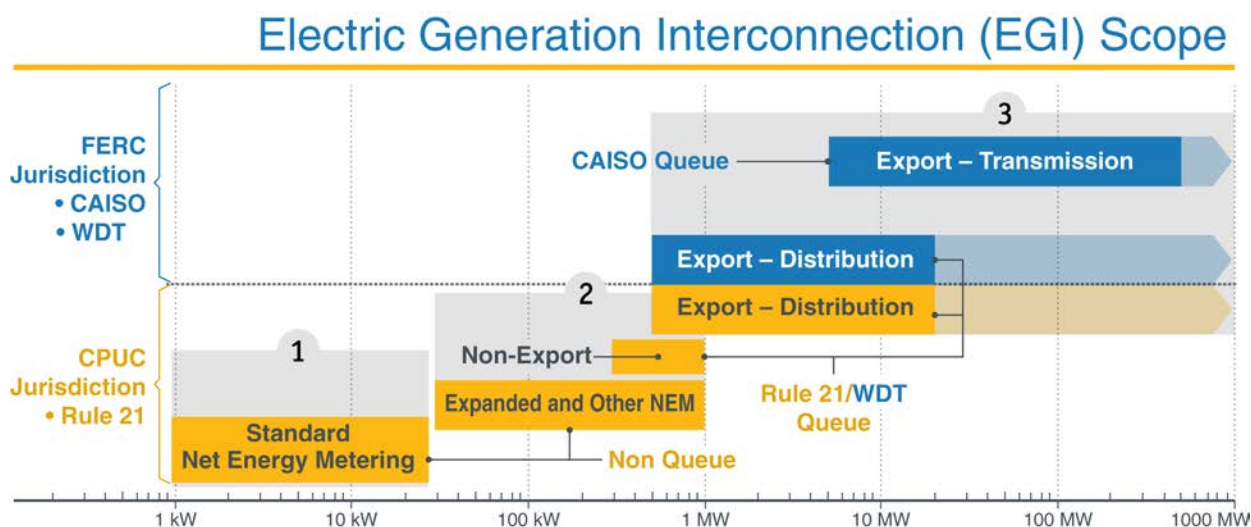 Electric Generation Interconnection (EGI) Scope
FERC
Jurisdiction
• CAISO
• WDT
3
CAISO Queue
Export – Transmission
Export – Distribution
2
Export – Distribution
CPUC
Jurisdiction
• Rule 21
1
Non-Export
Expanded and Other NEM
Rule 21/WDT
Queue
Standard
Net Energy Metering
Non Queue
1 kW
10 kW
100 kW
1 MW
10 MW
100 MW
1000 MW